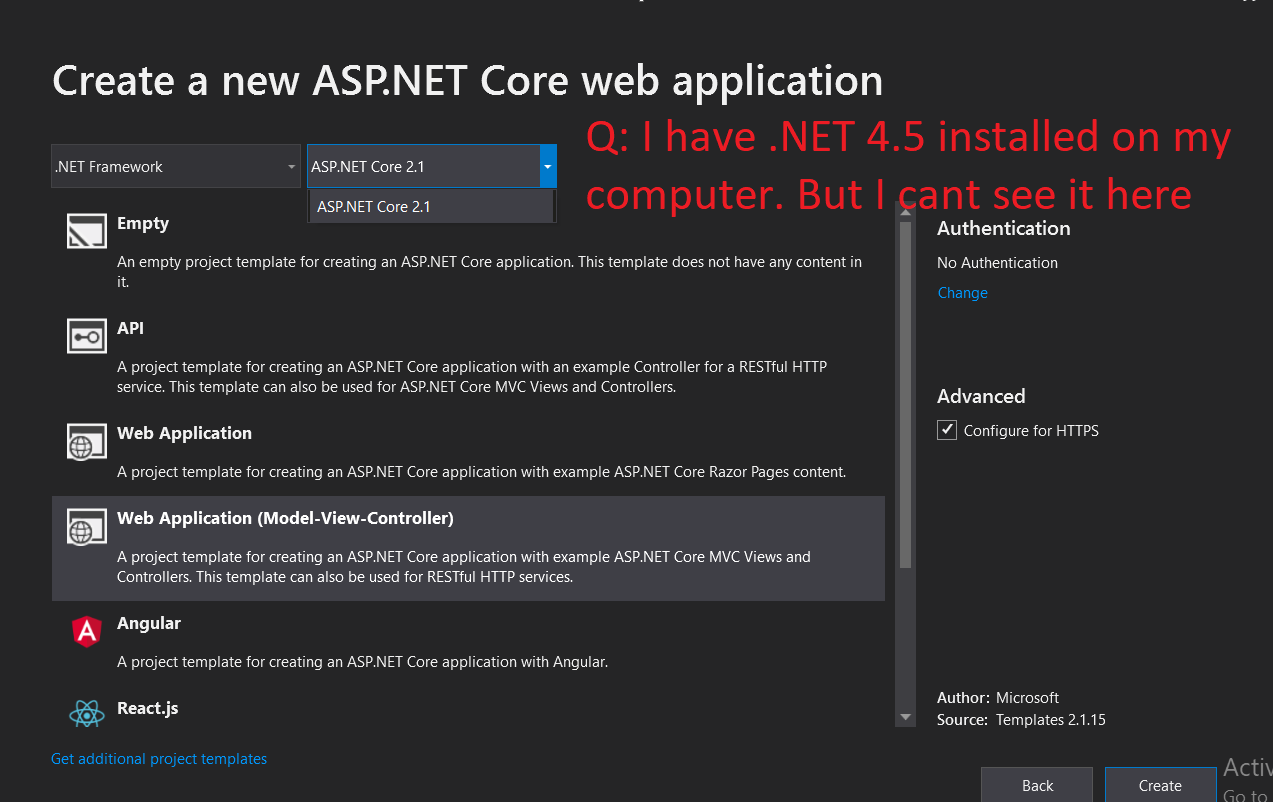 Create a new ASP.NET Core web application
Q: I have .NET 4.5 installed on my
computer. But I cant see it here
.NET Framework
ASP.NET Core 2.1
ASP.NET Core 2.1
Empty
An empty project template for creating an ASP.NET Core application. This template does not have any content in
it.
API
A project template for creating an ASP.NET Core application with an example Controller for a RESTful HTTP
service. This template can also be used for ASP.NET Core MVC Views and Controllers.
Web Application
A project template for creating an ASP.NET Core application with example ASP.NET Core Razor Pages content.
Web Application (Model-View-Controller)
A project template for creating an ASP.NET Core application with example ASP.NET Core MVC Views and
Controllers. This template can also be used for RESTful HTTP services.
Angular
A project template for creating an ASP.NET Core application with Angular.
React.js
Get additional project templates
Authentication
No Authentication
Change
Advanced
Configure for HTTPS
Author: Microsoft
Source: Templates 2.1.15
Back
Create
Activ
Go to